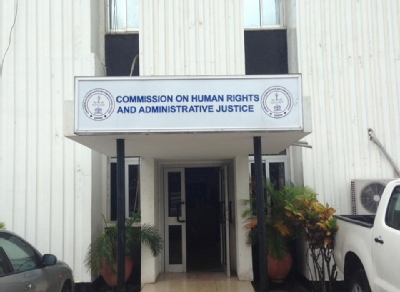 COMMISSION ON HUMAN RIGHTS
AND ADMINISTRATIVE JUSTICE